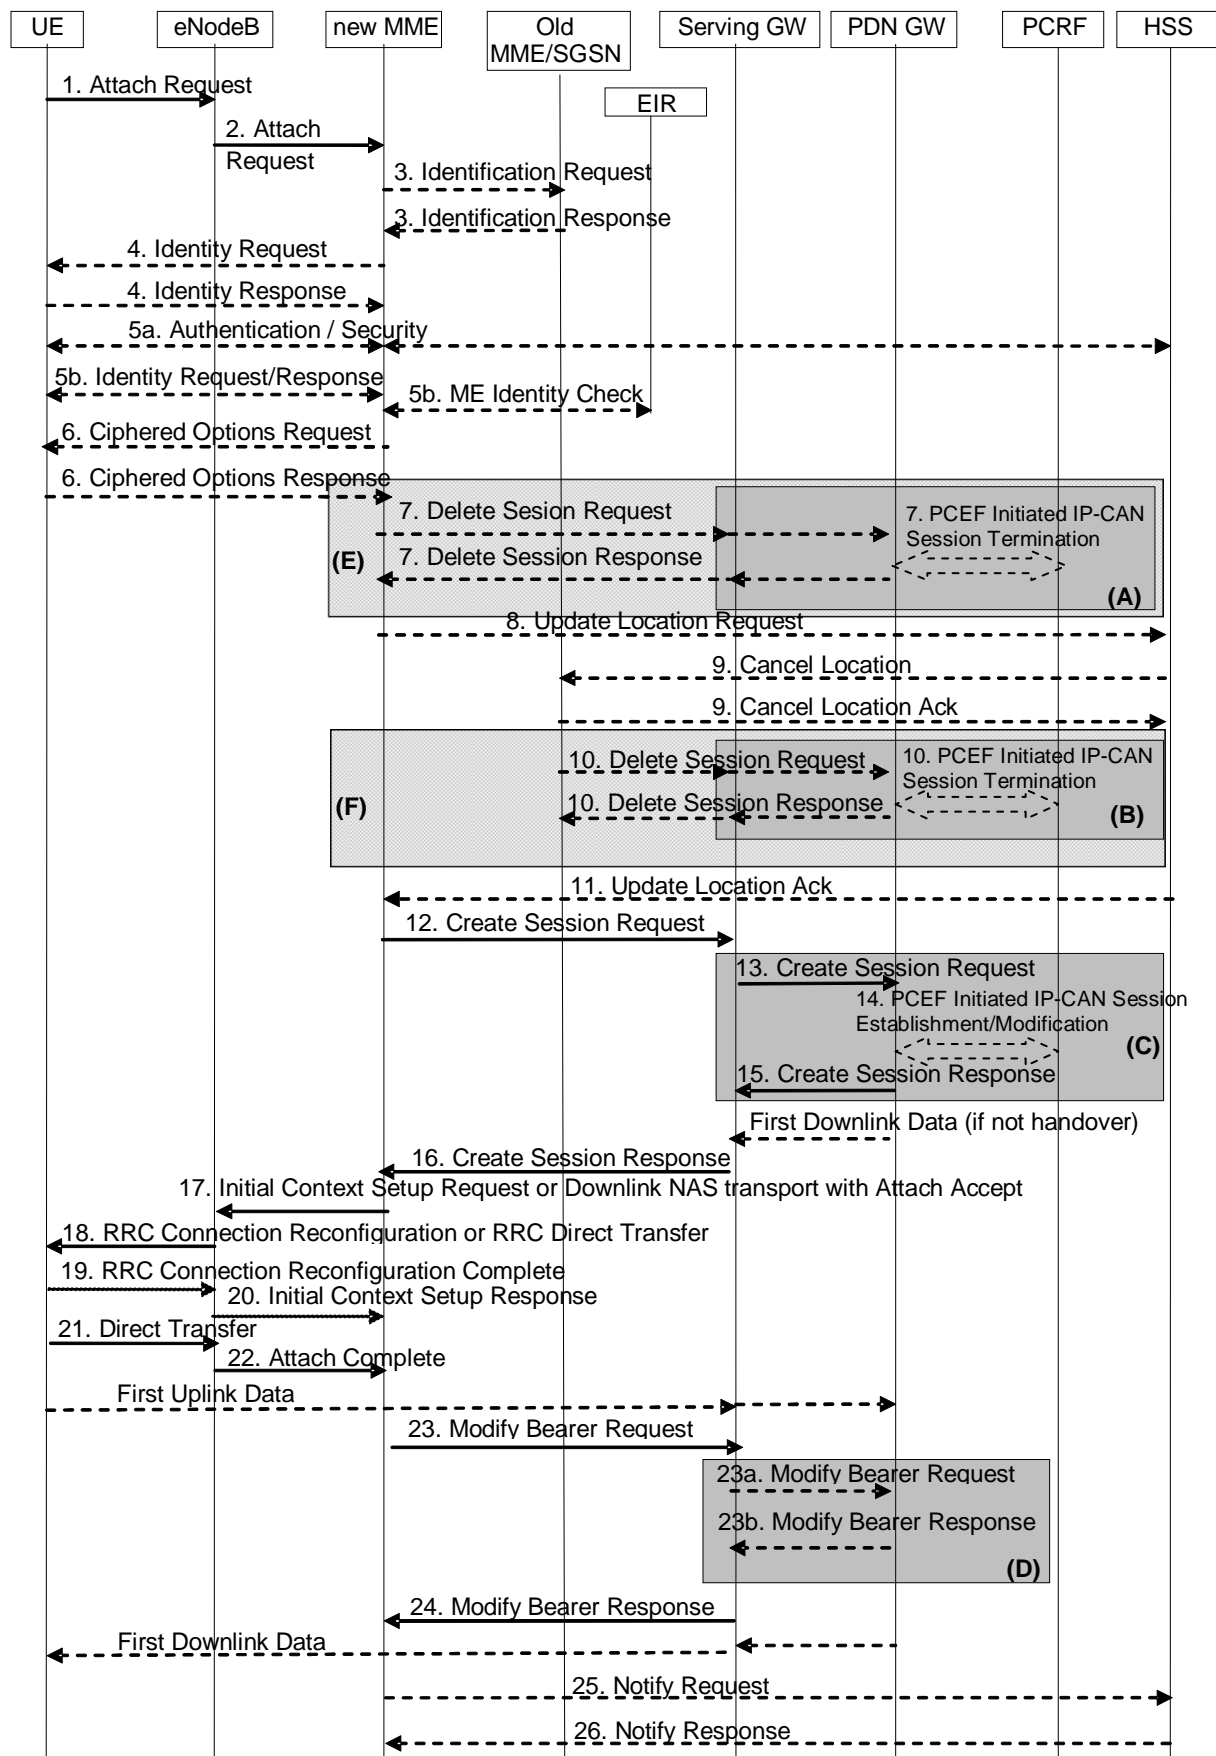 UE
eNodeB
new MME
Old
MME/SGSN
Serving GW
PDN GW
PCRF
HSS
EIR
1. Attach Request
2. Attach
Request
3. Identification Request
3. Identification Response
4. Identity Request
4. Identity Response
5a. Authentication / Security
5b. Identity Request/Response
5b. ME Identity Check
6. Ciphered Options Request
6. Ciphered Options Response
7. Delete Sesion Request
7. PCEF Initiated IP-CAN
Session Termination
(E)
7. Delete Session Response
(A)
8. Update Location Request
9. Cancel Location
9. Cancel Location Ack
10. Delete Session Request
10. PCEF Initiated IP-CAN
Session Termination
(F)
10. Delete Session Response
(B)
11. Update Location Ack
12. Create Session Request
13. Create Session Request
14. PCEF Initiated IP-CAN Session
Establishment/Modification
(C)
15. Create Session Response
First Downlink Data (if not handover)
16. Create Session Response
17. Initial Context Setup Request or Downlink NAS transport with Attach Accept
18. RRC Connection Reconfiguration or RRC Direct Transfer
19. RRC Connection Reconfiguration Complete
20. Initial Context Setup Response
21. Direct Transfer
22. Attach Complete
First Uplink Data
23. Modify Bearer Request
23a. Modify Bearer Request
23b. Modify Bearer Response
(D)
24. Modify Bearer Response
First Downlink Data
25. Notify Request
26. Notify Response